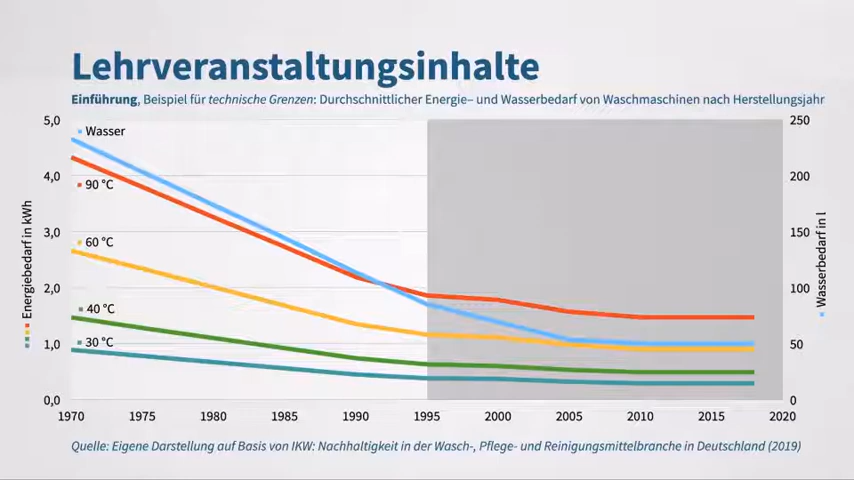 Lehrveranstaltungsinhalte
Einführung, Beispiel für technische Grenzen: Durchschnittlicher Energie– und Wasserbedarf von Waschmaschinen nach Herstellungsjahr
5,0
4,0
3,0
2,0
1,0
0,0
Energiebedarf in kWh
Wasser
90 °C
60 °C
40 °C
30 °C
250
200
150
100
50
0
Wasserbedarf in l
1970 1975 1980 1985 1990 1995 2000 2005 2010 2015 2020
Quelle: Eigene Darstellung auf Basis von IKW: Nachhaltigkeit in der Wasch-, Pflege- und Reinigungsmittelbranche in Deutschland (2019)